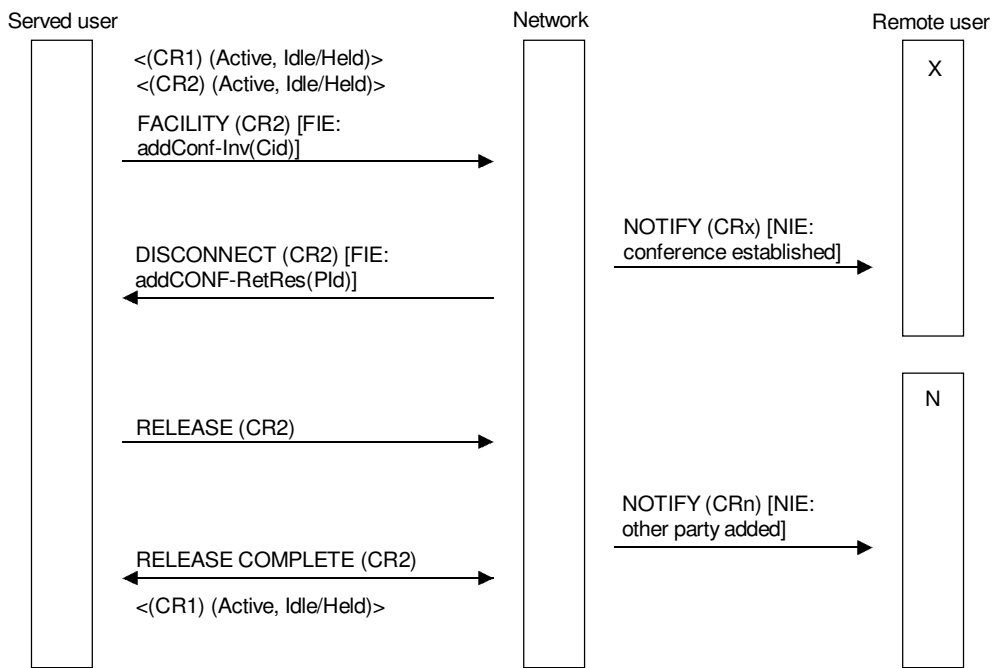 Served user
Network
Remote user
<(CR1) (Active, Idle/Held)>
<(CR2) (Active, Idle/Held)>
X
FACILITY (CR2) [FIE:
addConf-Inv(Cid)]
NOTIFY (CRx) [NIE:
conference established]
DISCONNECT (CR2) [FIE:
addCONF-RetRes(PId)]
N
RELEASE (CR2)
NOTIFY (CRn) [NIE:
other party added]
RELEASE COMPLETE (CR2)
<(CR1) (Active, Idle/Held)>